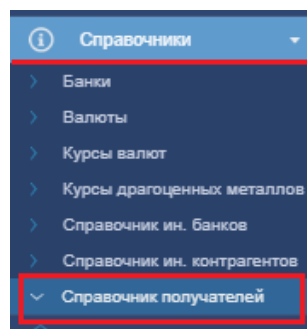 Справочники
Банки
Валюты
Курсы валют
Курсы драгоценных металлов
Справочник ин. банков
Справочник ин. контрагентов
Справочник получателей